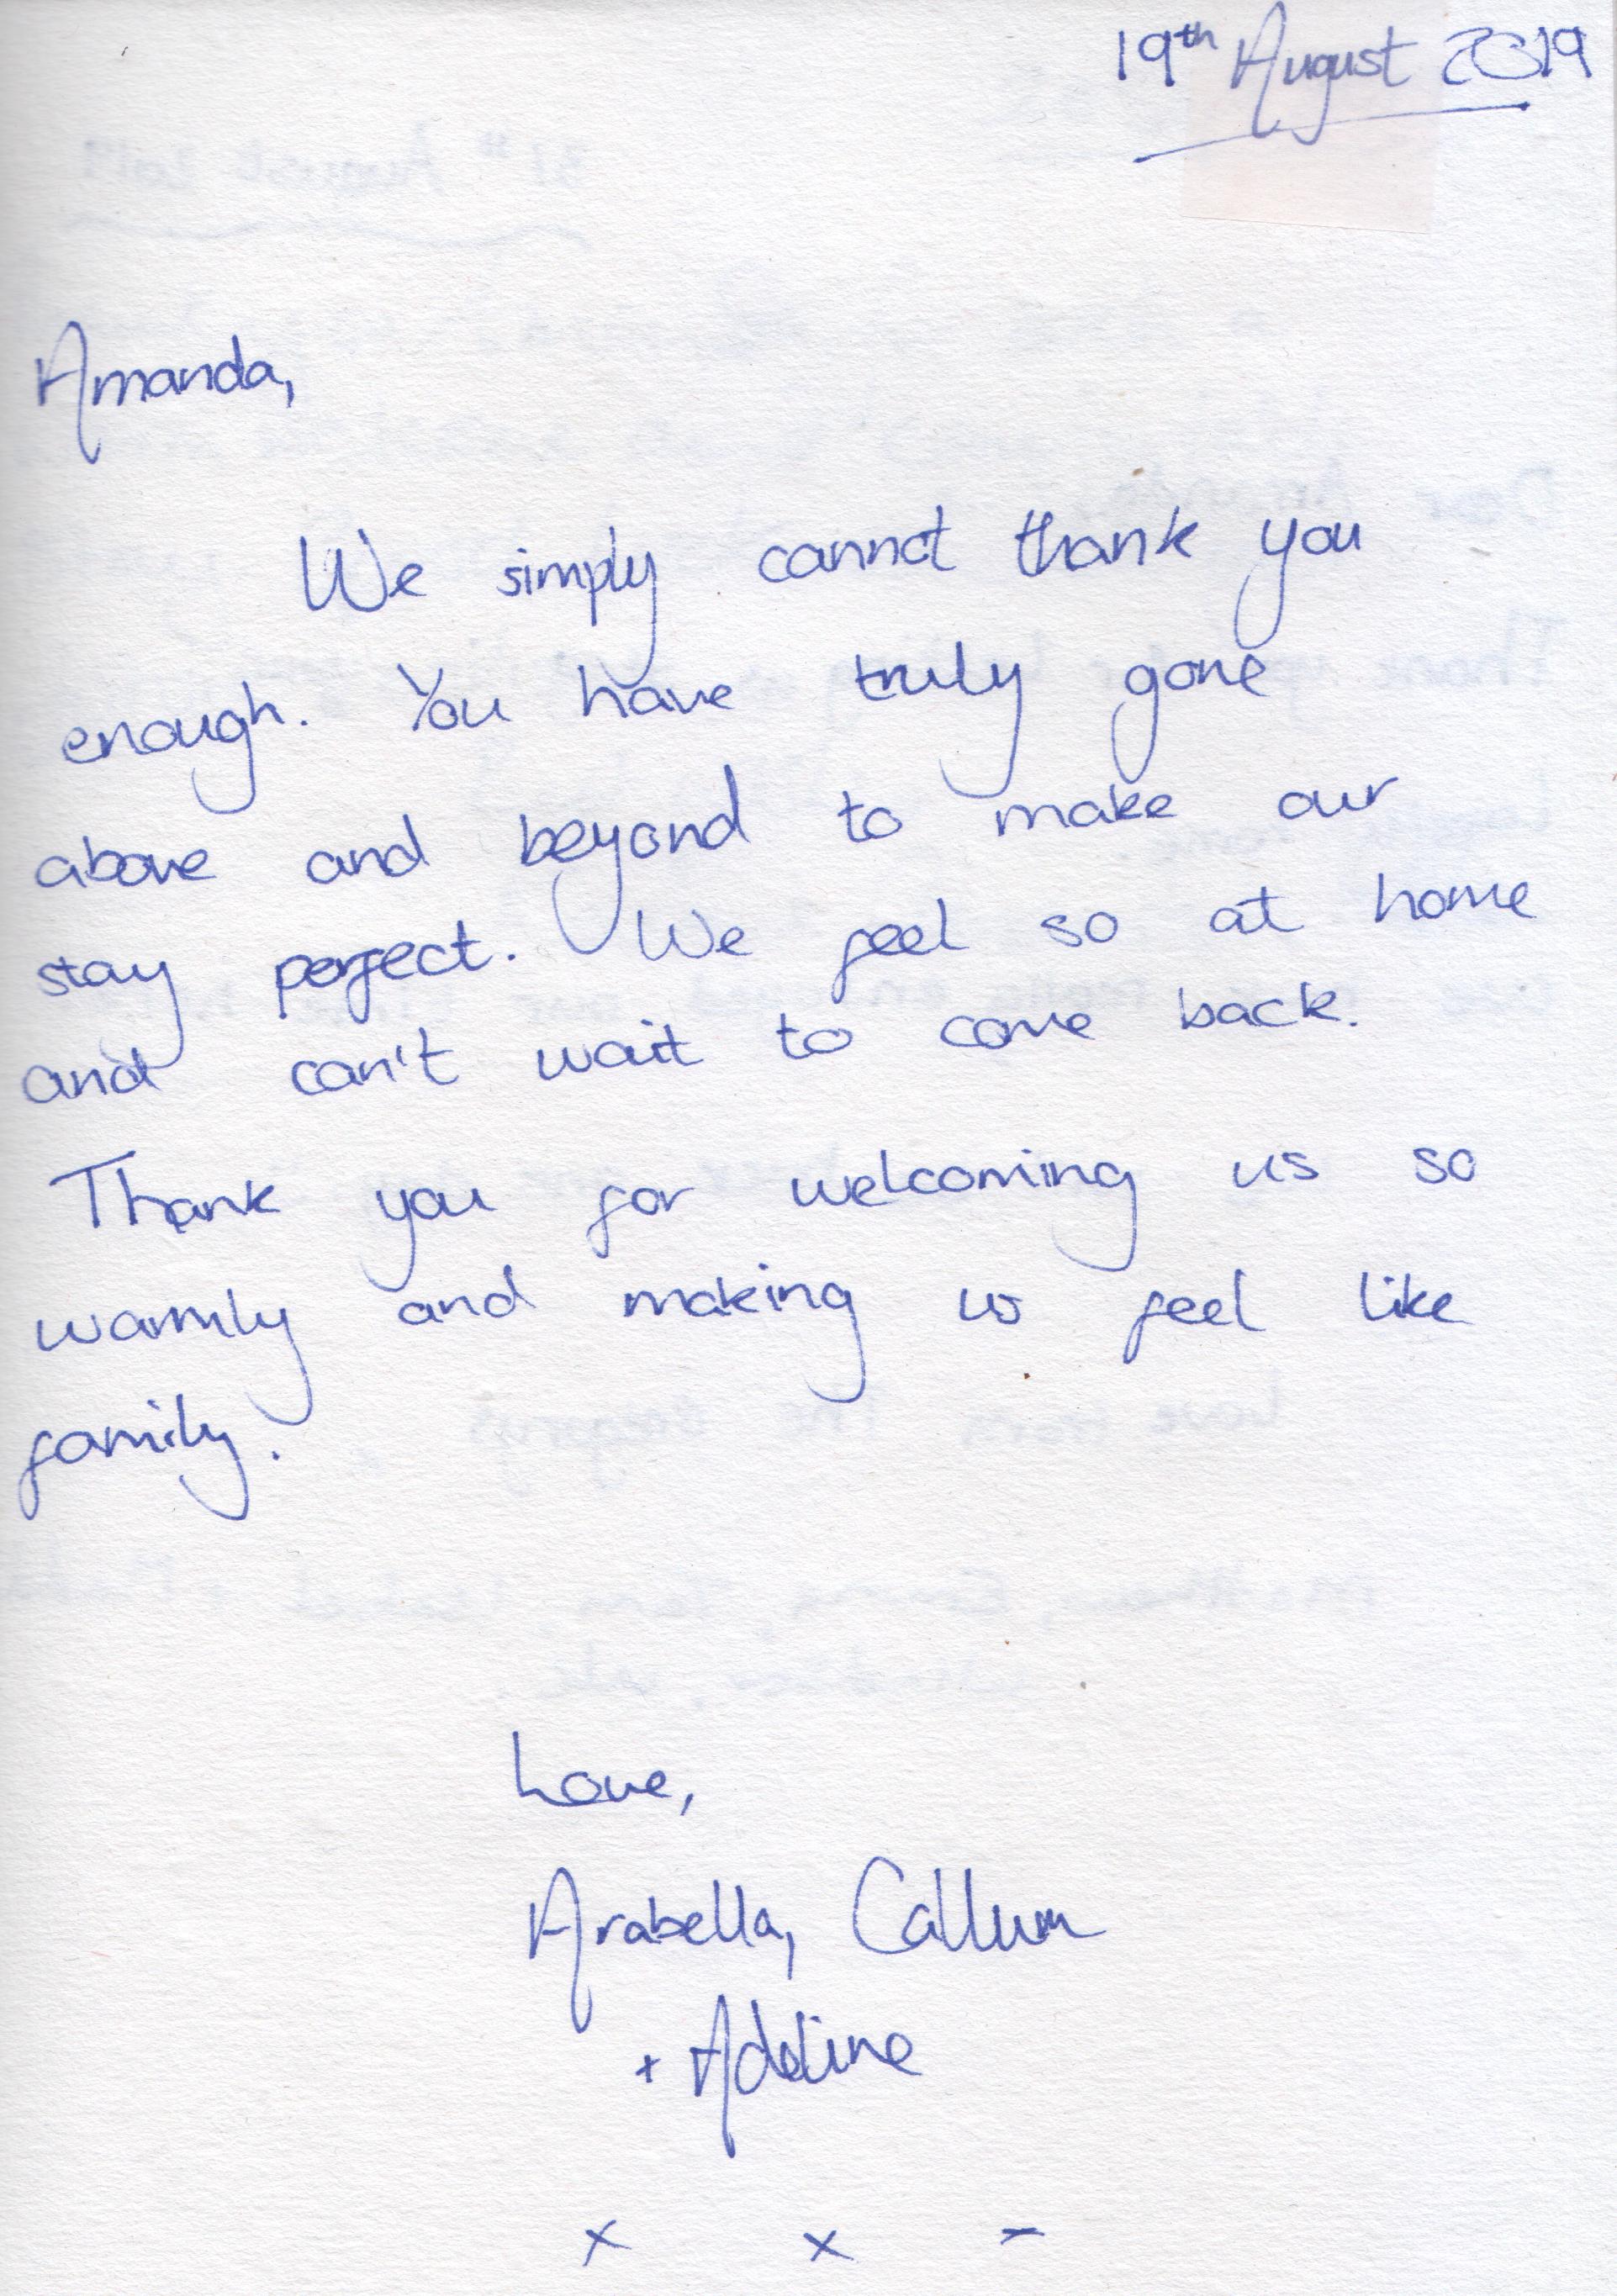 19th August 2019
Amanda,
We simply cannot thank you
enough. You have truly gone
above and beyond to make our
stay perfect. We feel so at home
and can't wait to come back.
Thank you for welcoming us so
warmly and making us feel like
family.
Love,
Arabella, Callum
+ Adeline
x x -